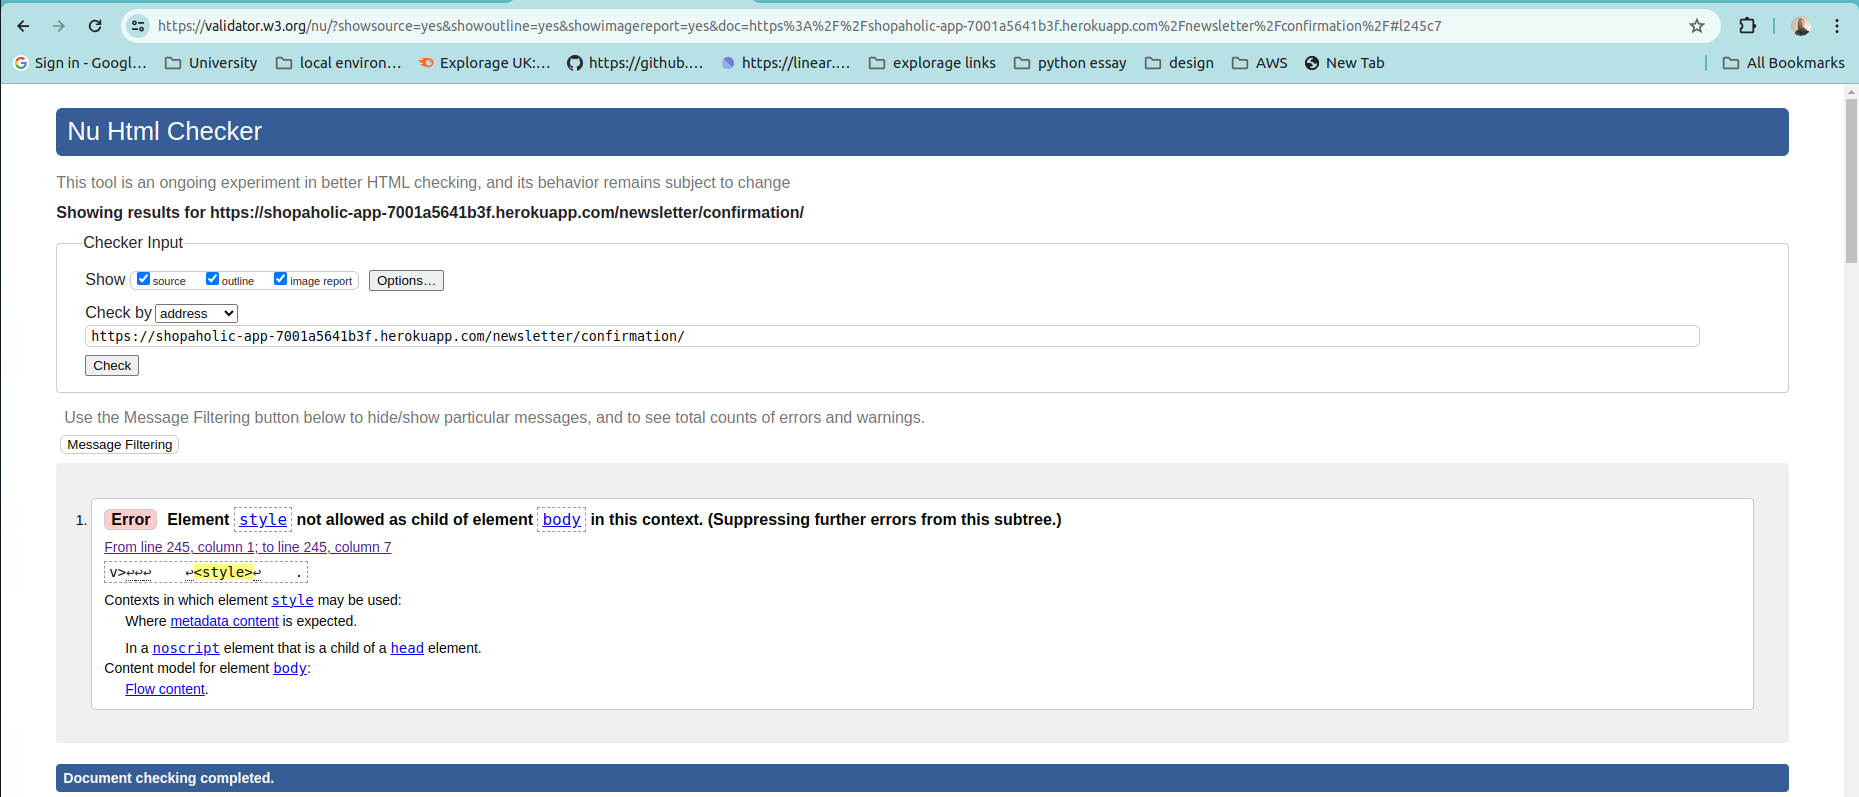 https://validator.w3.org/nu/?showsource=yes&showoutline=yes&showimagereport=yes&doc=https%3A%2F%2Fshopaholic-app-7001a5641b3f.herokuapp.com%2Fnewsletter%2Fconfirmation%2F#l245c7
Sign in - Googl... University local environ... Explorage UK:... https://github.... https://linear.... explorage links python essay design AWS New Tab All Bookmarks
Nu Html Checker
This tool is an ongoing experiment in better HTML checking, and its behavior remains subject to change
Showing results for https://shopaholic-app-7001a5641b3f.herokuapp.com/newsletter/confirmation/
Checker Input
Show source outline image report Options...
Check by address
https://shopaholic-app-7001a5641b3f.herokuapp.com/newsletter/confirmation/
Check
Use the Message Filtering button below to hide/show particular messages, and to see total counts of errors and warnings.
Message Filtering
1. Error Element style not allowed as child of element body in this context. (Suppressing further errors from this subtree.)
From line 245, column 1; to line 245, column 7
v>↩↩↩    ↩<style>↩    .
Contexts in which element style may be used:
Where metadata content is expected.
In a noscript element that is a child of a head element.
Content model for element body:
Flow content.
Document checking completed.